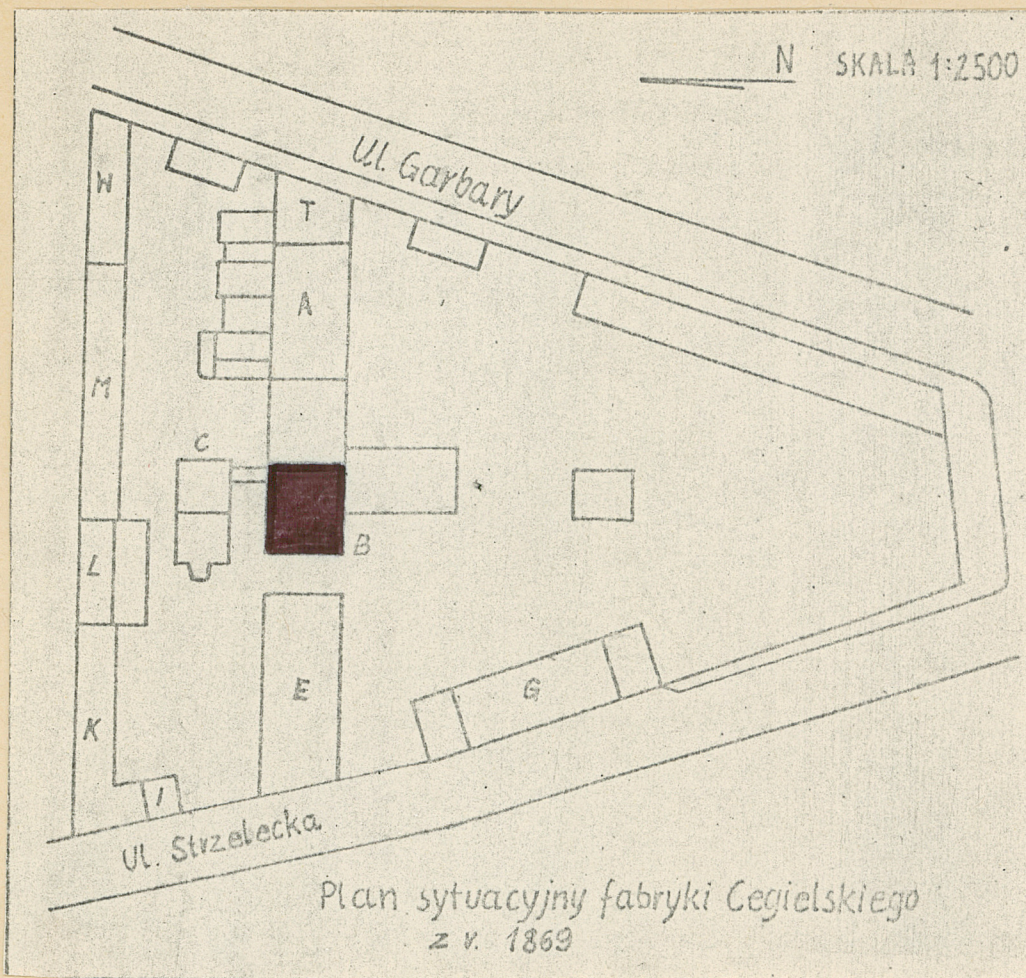 N SKALA 1:2500
Ul. Garbary
W
T
A
M
C
B
L
E
G
K
I
Ul. Strzelecka
Plan sytuacyjny fabryki Cegielskiego
z r. 1869